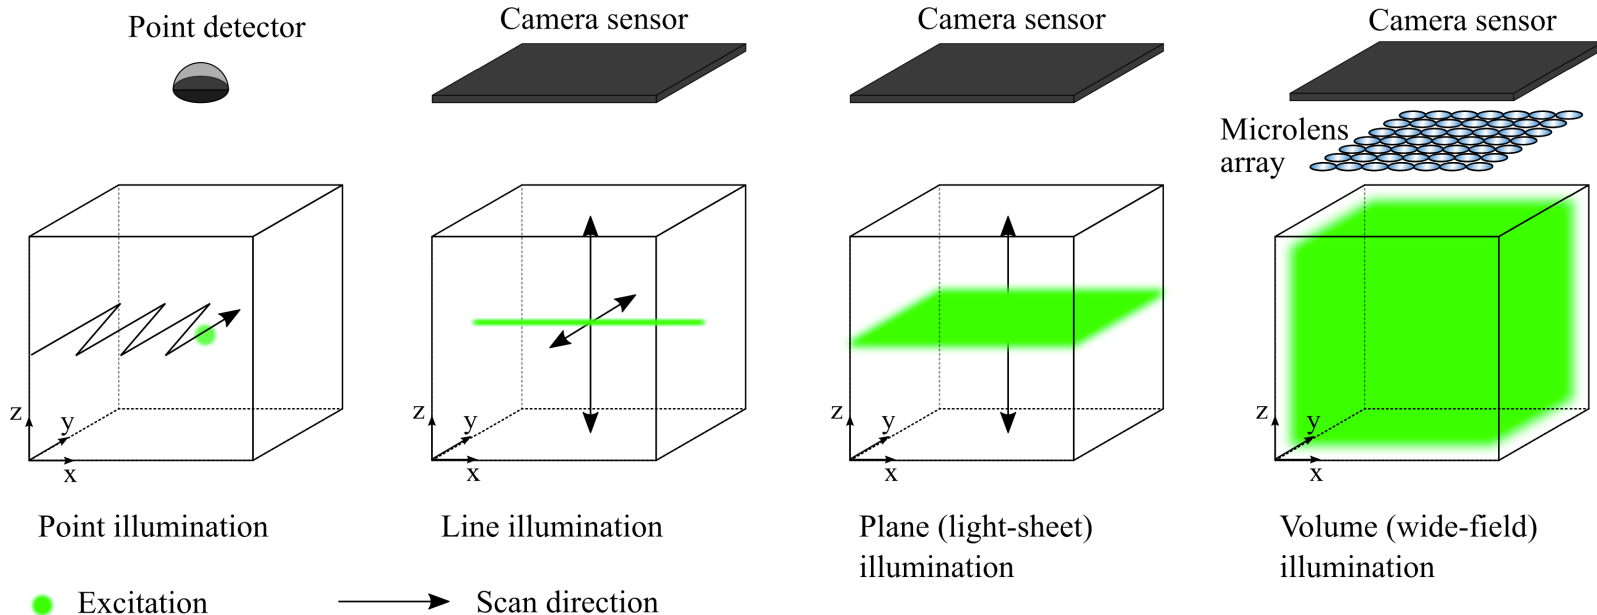 Point detector
Camera sensor
Camera sensor
Camera sensor
Microlens
array
z
y
x
z
y
x
z
y
x
z
y
x
Point illumination
Line illumination
Plane (light-sheet)
illumination
Volume (wide-field)
illumination
Excitation
Scan direction